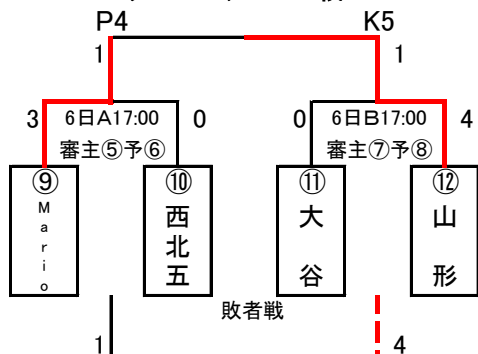 P4 K5
1 1
3 6日A17:00 0 0 6日B17:00 4
審主⑤予⑥ 審主⑦予⑧
⑨ ⑩ ⑪ ⑫
Mario 西北五 大谷 山形
敗者戦
1 4